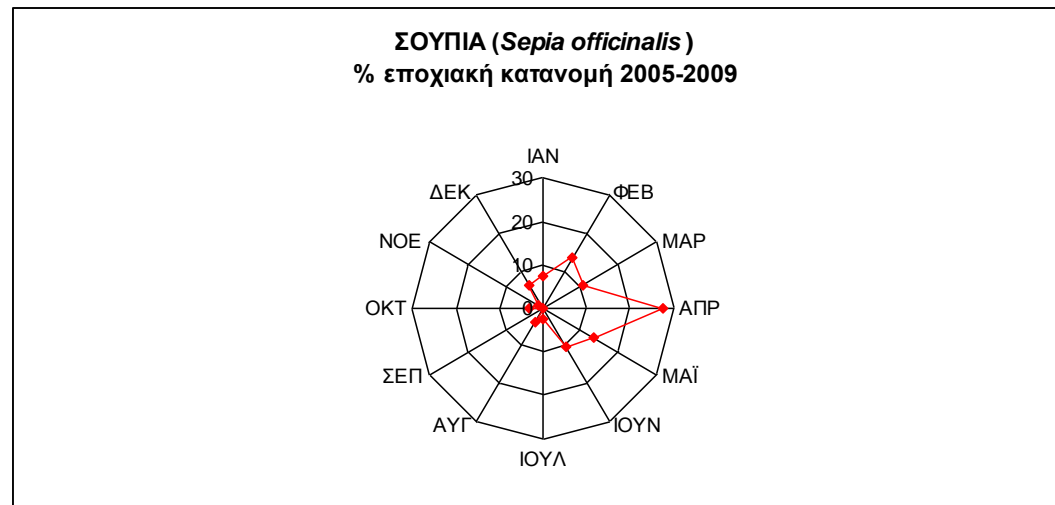 ΣΟΥΠΙΑ (Sepia officinalis)
% εποχιακή κατανομή 2005-2009
ΙΑΝ
ΦΕΒ
ΜΑΡ
ΑΠΡ
ΜΑΪ
ΙΟΥΝ
ΙΟΥΛ
ΑΥΓ
ΣΕΠ
ΟΚΤ
ΝΟΕ
ΔΕΚ
30
20
10
0